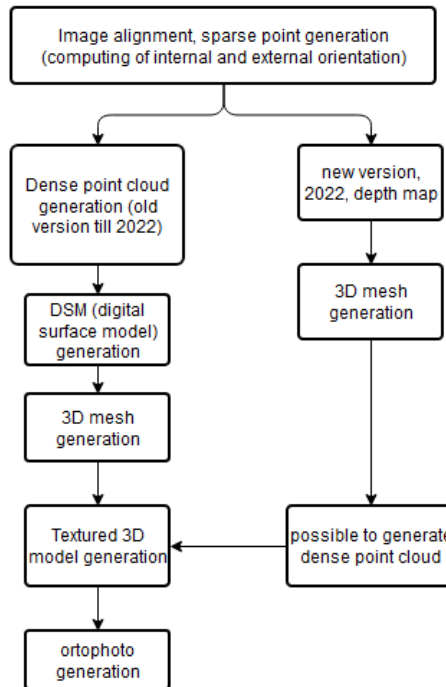 Image alignment, sparse point generation
(computing of internal and external orientation)
Dense point cloud
generation (old
version till 2022)
new version,
2022, depth map
DSM (digital
surface model)
generation
3D mesh
generation
3D mesh
generation
Textured 3D
model generation
possible to generate
dense point cloud
ortophoto
generation